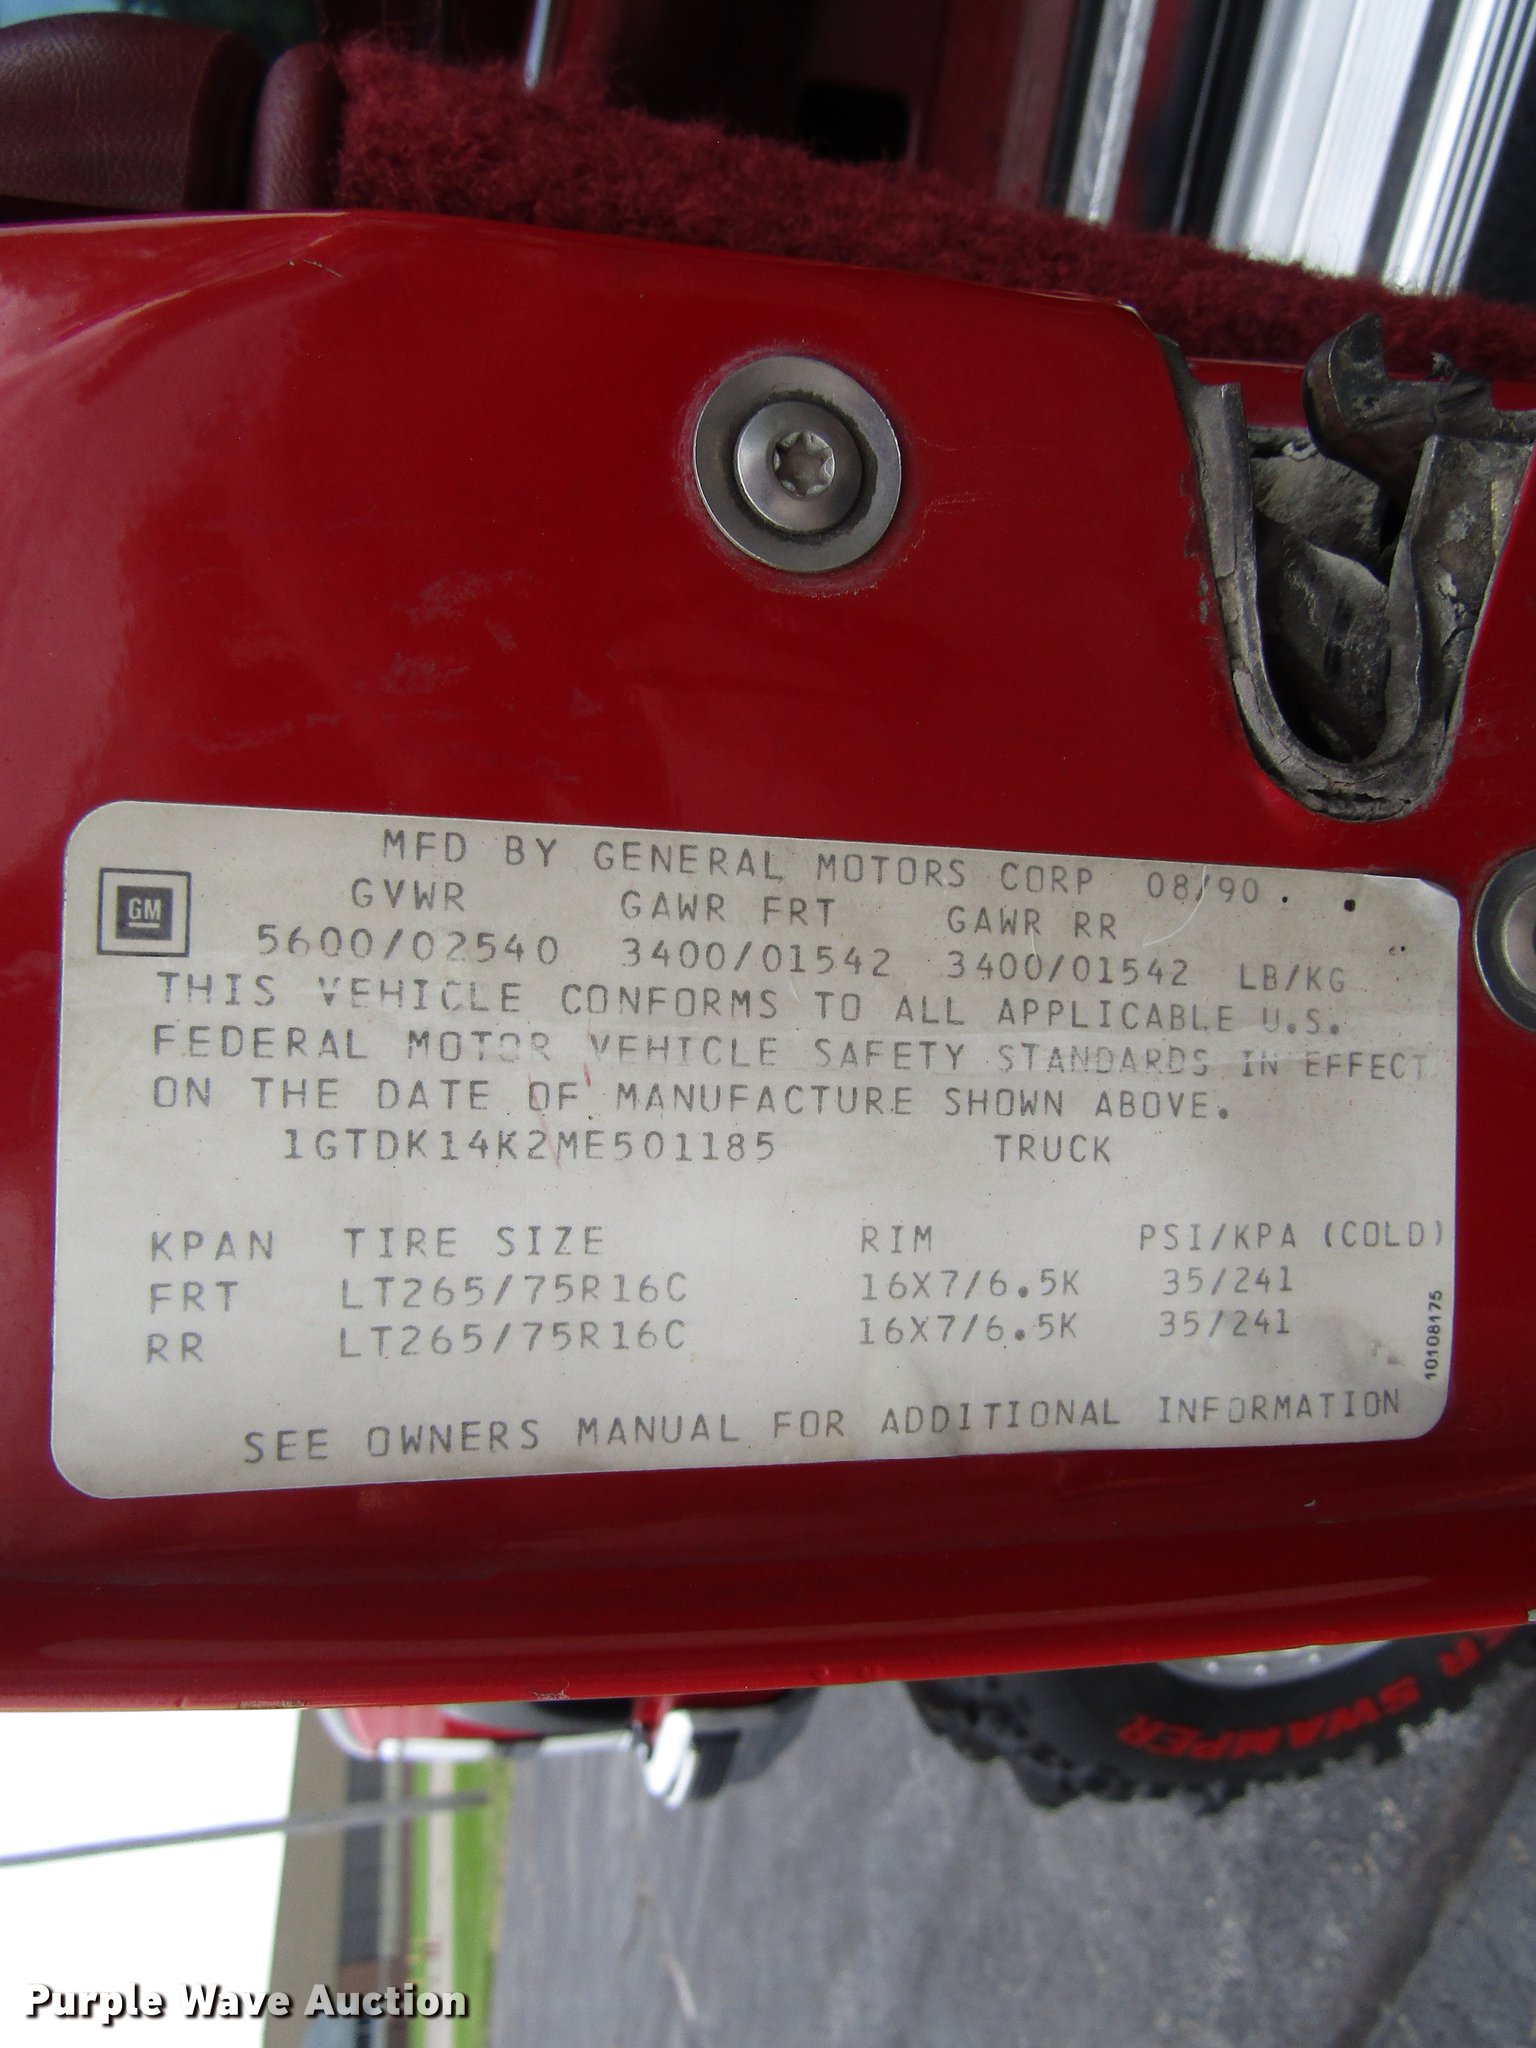 MFD BY GENERAL MOTORS CORP 08/90
GM
GVWR GAWR FRT GAWR RR
5600/02540 3400/01542 3400/01542 LB/KG
THIS VEHICLE CONFORMS TO ALL APPLICABLE U.S.
FEDERAL MOTOR VEHICLE SAFETY STANDARDS IN EFFECT
ON THE DATE OF MANUFACTURE SHOWN ABOVE.
1GTDK14K2ME501185 TRUCK
KPAN TIRE SIZE RIM PSI/KPA (COLD)
FRT LT265/75R16C 16X7/6.5K 35/241
RR LT265/75R16C 16X7/6.5K 35/241
10108175
SEE OWNERS MANUAL FOR ADDITIONAL INFORMATION
SWAMPER
Purple Wave Auction